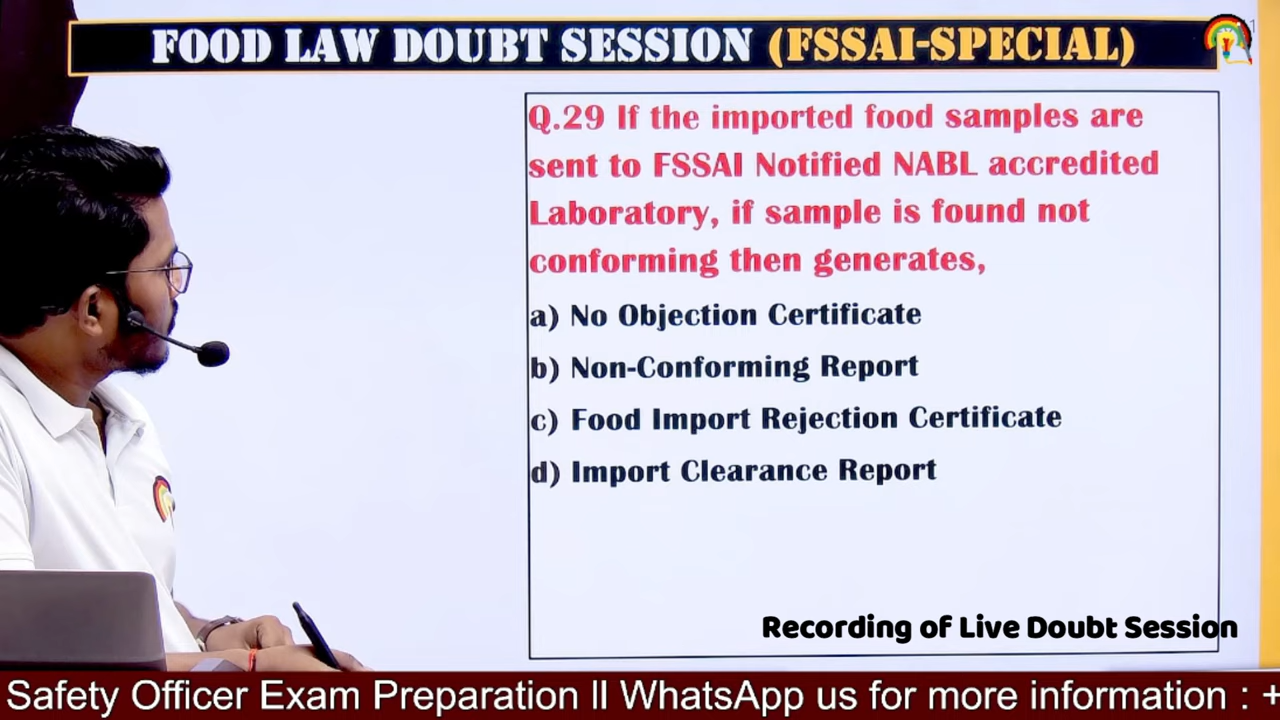 FOOD LAW DOUBT SESSION (FSSAI-SPECIAL)
Q.29 If the imported food samples are
sent to FSSAI Notified NABL accredited
Laboratory, if sample is found not
conforming then generates,
a) No Objection Certificate
b) Non-Conforming Report
c) Food Import Rejection Certificate
d) Import Clearance Report
Recording of Live Doubt Session
Safety Officer Exam Preparation ll WhatsApp us for more information : +